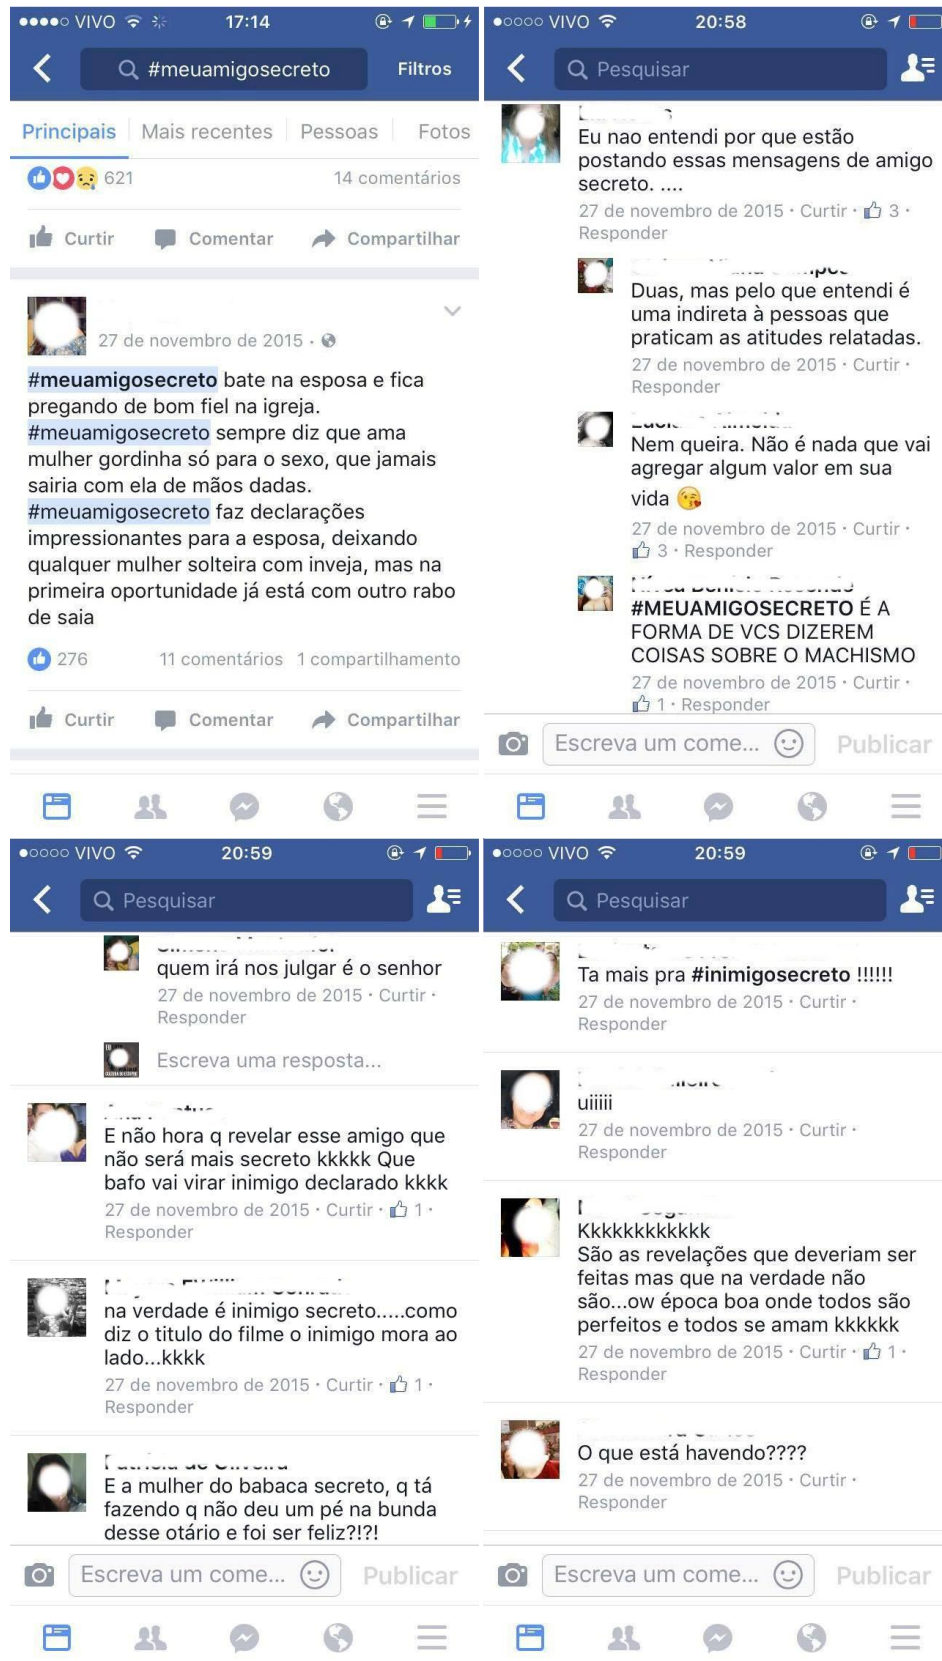 VIVO 17:14
#meuamigosecreto Filtros
Principais Mais recentes Pessoas Fotos
621 14 comentários
Curtir Comentar Compartilhar
27 de novembro de 2015 ·
#meuamigosecreto bate na esposa e fica
pregando de bom fiel na igreja.
#meuamigosecreto sempre diz que ama
mulher gordinha só para o sexo, que jamais
sairia com ela de mãos dadas.
#meuamigosecreto faz declarações
impressionantes para a esposa, deixando
qualquer mulher solteira com inveja, mas na
primeira oportunidade já está com outro rabo
de saia
276 11 comentários 1 compartilhamento
Curtir Comentar Compartilhar
VIVO 20:58
Pesquisar
Eu nao entendi por que estão
postando essas mensagens de amigo
secreto. ....
27 de novembro de 2015 · Curtir · 3 ·
Responder
Duas, mas pelo que entendi é
uma indireta à pessoas que
praticam as atitudes relatadas.
27 de novembro de 2015 · Curtir ·
Responder
Nem queira. Não é nada que vai
agregar algum valor em sua
vida 😘
27 de novembro de 2015 · Curtir ·
3 · Responder
#MEUAMIGOSECRETO É A
FORMA DE VCS DIZEREM
COISAS SOBRE O MACHISMO
27 de novembro de 2015 · Curtir ·
1 · Responder
Escreva um come... Publicar
VIVO 20:59
Pesquisar
quem irá nos julgar é o senhor
27 de novembro de 2015 · Curtir ·
Responder
Escreva uma resposta...
E não hora q revelar esse amigo que
não será mais secreto kkkkk Que
bafo vai virar inimigo declarado kkkk
27 de novembro de 2015 · Curtir · 1 ·
Responder
na verdade é inimigo secreto.....como
diz o titulo do filme o inimigo mora ao
lado...kkkk
27 de novembro de 2015 · Curtir · 1 ·
Responder
E a mulher do babaca secreto, q tá
fazendo q não deu um pé na bunda
desse otário e foi ser feliz?!?!
Escreva um come... Publicar
VIVO 20:59
Pesquisar
Ta mais pra #inimigosecreto !!!!!!
27 de novembro de 2015 · Curtir ·
Responder
uiiiii
27 de novembro de 2015 · Curtir ·
Responder
Kkkkkkkkkkkk
São as revelações que deveriam ser
feitas mas que na verdade não
são...ow época boa onde todos são
perfeitos e todos se amam kkkkkk
27 de novembro de 2015 · Curtir · 1 ·
Responder
O que está havendo????
27 de novembro de 2015 · Curtir ·
Responder
Escreva um come... Publicar